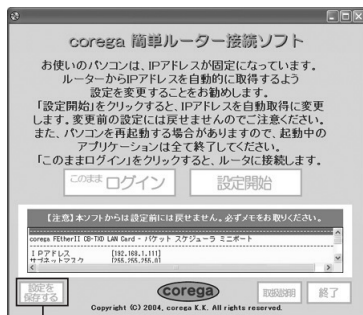 corega 簡単ルーター接続ソフト
お使いのパソコンは、IPアドレスが固定になっています。
ルーターからIPアドレスを自動的に取得するよう
設定を変更することをお勧めします。
「設定開始」をクリックすると、IPアドレスを自動取得に変更
します。変更前の設定には戻せませんのでご注意ください。
また、パソコンを再起動する場合がありますので、起動中の
アプリケーションは全て終了してください。
「このままログイン」をクリックすると、ルータに接続します。
このまま ログイン 設定開始
【注意】本ソフトからは設定前には戻せません。必ずメモをお取りください。
corega FEtherII CB-TXD LAN Card - パケット スケジューラ ミニポート
IPアドレス [192.168.1.111]
サブネットマスク [255.255.255.0]
設定を
保存する
corega
取扱説明
終了
Copyright (C) 2004, corega K.K. All rights reserved.